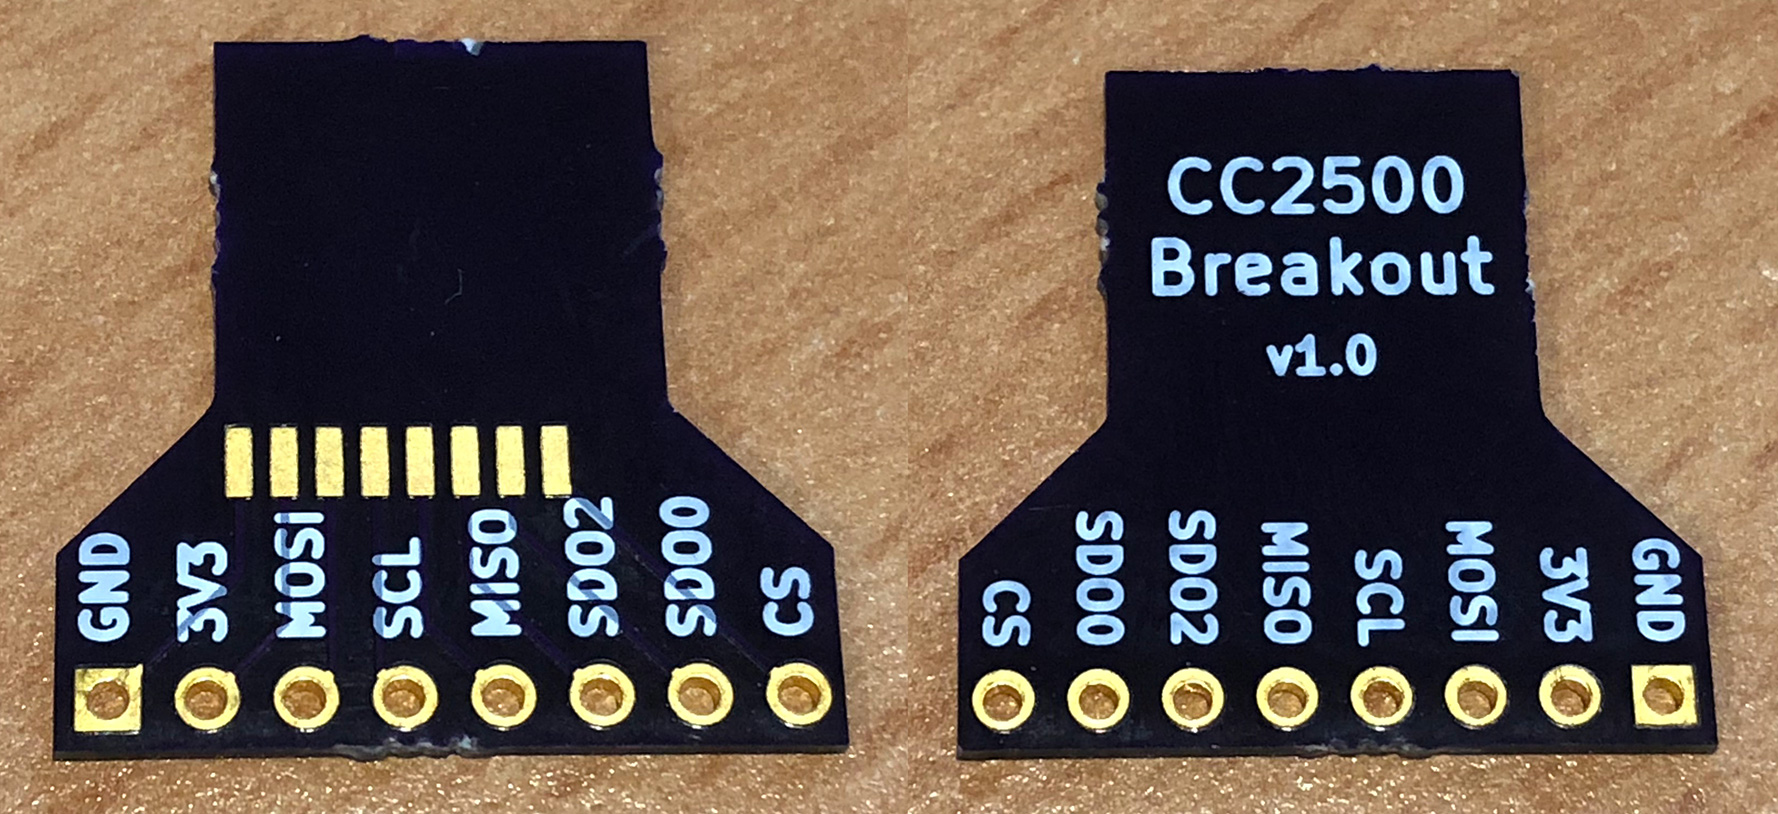 GND 3V3 MOSI SCL MISO SDO2 SDO0 CS
CC2500
Breakout
v1.0
CS SDO0 SDO2 MISO SCL MOSI 3V3 GND